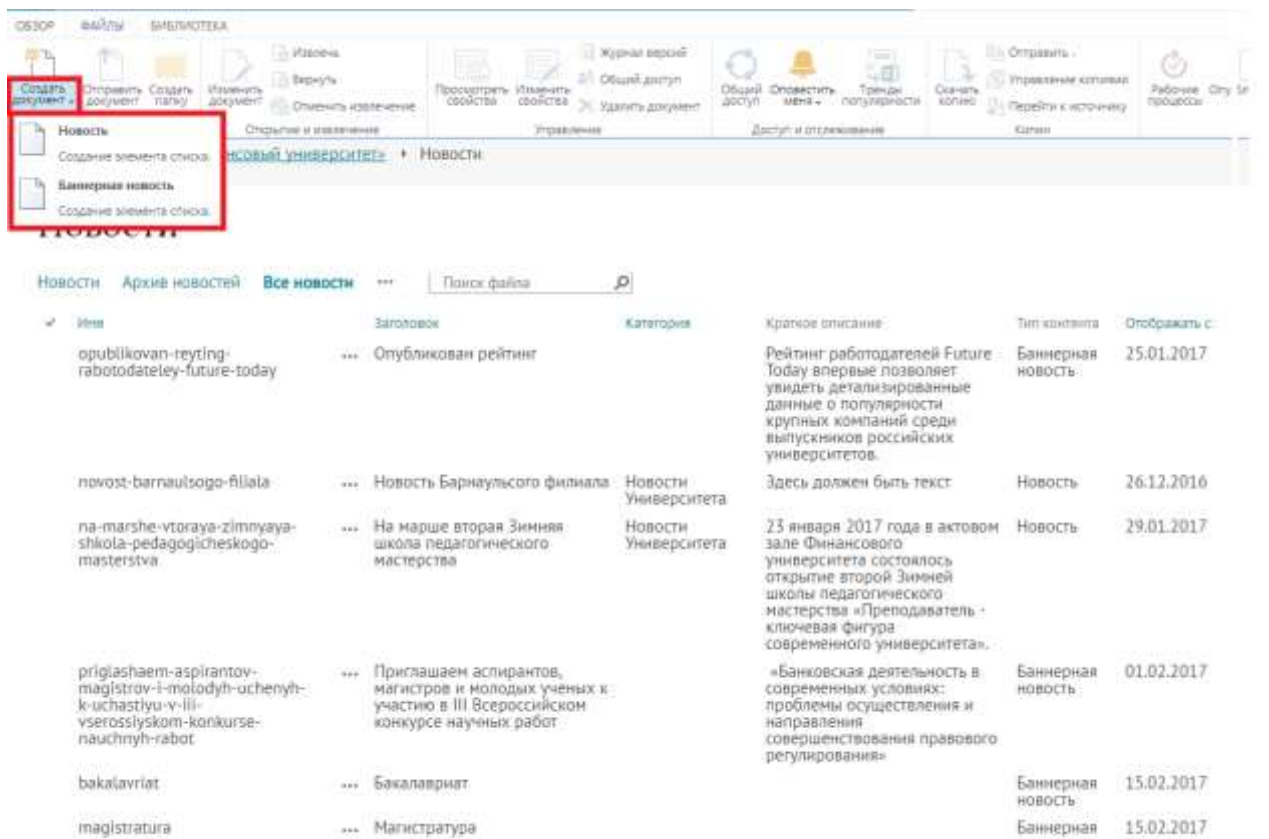 ОБЗОР ФАЙЛЫ БИБЛИОТЕКА
Создать документ
Отправить документ
Создать папку
Изменить документ
Извлечь
Вернуть
Отменить извлечение
Просмотреть свойства
Изменить свойства
Журнал версий
Общий доступ
Удалить документ
Общий доступ
Оповестить меня
Тренды популярности
Скачать копию
Отправить
Управление копиями
Перейти к источнику
Рабочие процессы
Открытие и извлечение
Управление
Доступ и отслеживание
Копии
Новость
Создание элемента списка.
Баннерная новость
Создание элемента списка.
нсовый университет» ▸ Новости
Новости
Новости Архив новостей Все новости ··· Поиск файла
Имя Заголовок Категория Краткое описание Тип контента Отображать с
opublikovan-reyting-
rabotodateley-future-today
··· Опубликован рейтинг
Рейтинг работодателей Future
Today впервые позволяет
увидеть детализированные
данные о популярности
крупных компаний среди
выпускников российских
университетов.
Баннерная
новость
25.01.2017
novost-barnaulsogo-filiala
··· Новость Барнаульсого филиала
Новости
Университета
Здесь должен быть текст
Новость
26.12.2016
na-marshe-vtoraya-zimnyaya-
shkola-pedagogicheskogo-
masterstva
··· На марше вторая Зимняя
школа педагогического
мастерства
Новости
Университета
23 января 2017 года в актовом
зале Финансового
университета состоялось
открытие второй Зимней
школы педагогического
мастерства «Преподаватель -
ключевая фигура
современного университета».
Новость
29.01.2017
priglashaem-aspirantov-
magistrov-i-molodyh-uchenyh-
k-uchastiyu-v-iii-
vserossiyskom-konkurse-
nauchnyh-rabot
··· Приглашаем аспирантов,
магистров и молодых ученых к
участию в III Всероссийском
конкурсе научных работ
«Банковская деятельность в
современных условиях:
проблемы осуществления и
направления
совершенствования правового
регулирования»
Баннерная
новость
01.02.2017
bakalavriat
··· Бакалавриат
Баннерная
новость
15.02.2017
magistratura
··· Магистратура
Баннерная
15.02.2017